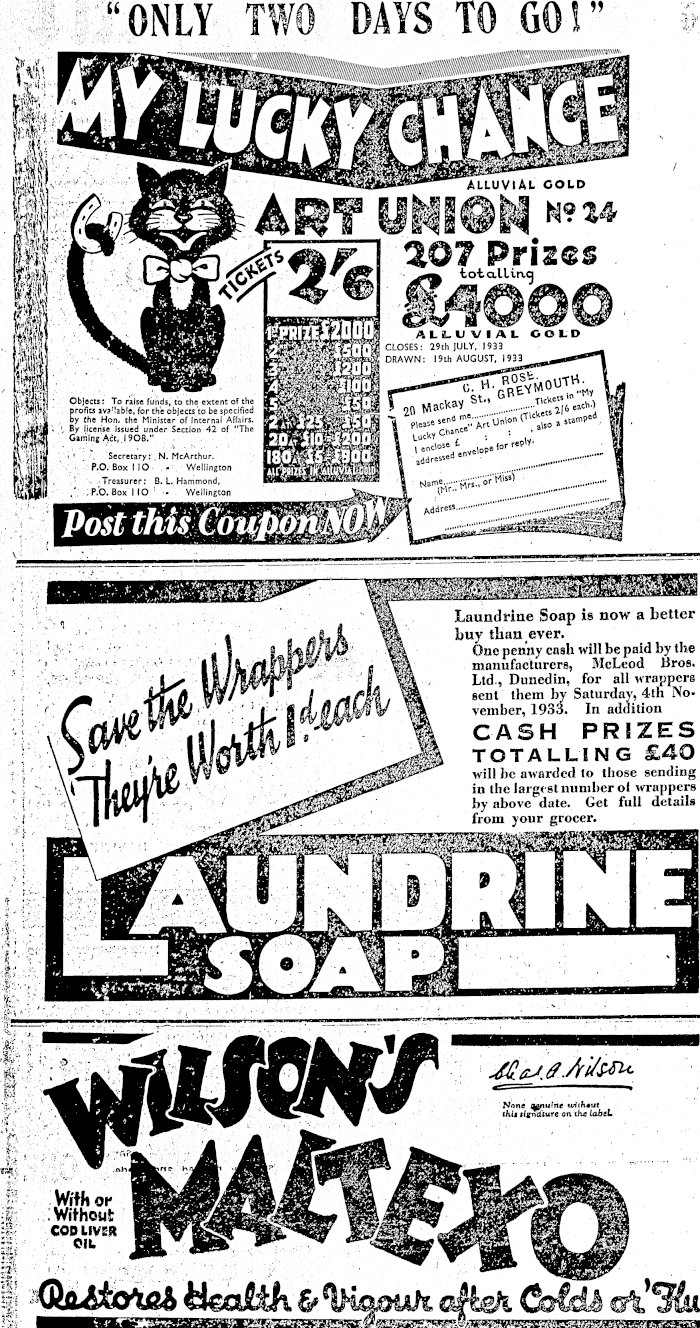 “ONLY TWO DAYS TO GO!”
MY LUCKY CHANCE
ALLUVIAL GOLD
ART UNION No 24
TICKETS 2'6
207 Prizes
totalling
£4000
ALLUVIAL GOLD
CLOSES: 29th JULY, 1933
DRAWN: 19th AUGUST, 1933
1st PRIZE £2000
2 £500
3 £200
4 £100
5 £50
2 £25 £50
20 £10 £200
180 £5 £900
ALL PRIZES IN ALLUVIAL GOLD
Objects: To raise funds, to the extent of the
profits available, for the objects to be specified
by the Hon. the Minister of Internal Affairs.
By license issued under Section 42 of "The
Gaming Act, 1908."
Secretary: N. McArthur.
P.O. Box 110 - Wellington
Treasurer: B. L. Hammond,
P.O. Box 110 - Wellington
C. H. ROSE.
20 Mackay St., GREYMOUTH.
Please send me..............Tickets in "My
Lucky Chance" Art Union (Tickets 2/6 each.)
I enclose £ : : , also a stamped
addressed envelope for reply.
Name
(Mr., Mrs., or Miss)
Address
Post this Coupon NOW
Save the Wrappers
They're Worth 1d. each
Laundrine Soap is now a better
buy than ever.
One penny cash will be paid by the
manufacturers, McLeod Bros.
Ltd., Dunedin, for all wrappers
sent them by Saturday, 4th No-
vember, 1933. In addition
CASH PRIZES
TOTALLING £40
will be awarded to those sending
in the largest number of wrappers
by above date. Get full details
from your grocer.
LAUNDRINE
SOAP
WILSON'S
Chas. A. Wilson
None genuine without
this signature on the label.
MALTEXO
With or
Without
COD LIVER
OIL
Restores Health & Vigour after Colds or 'Flu